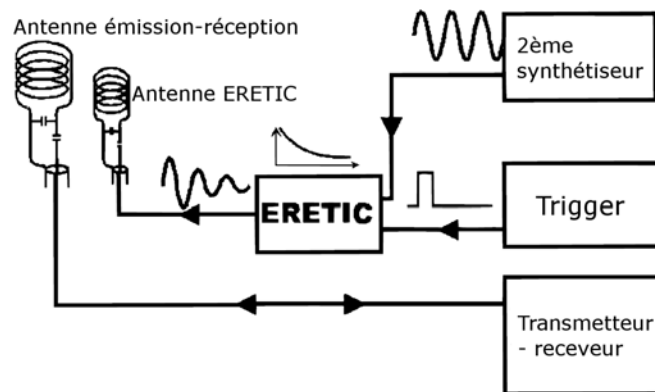 Antenne émission-réception
Antenne ERETIC
2ème
synthétiseur
ERETIC
Trigger
Transmetteur
- receveur